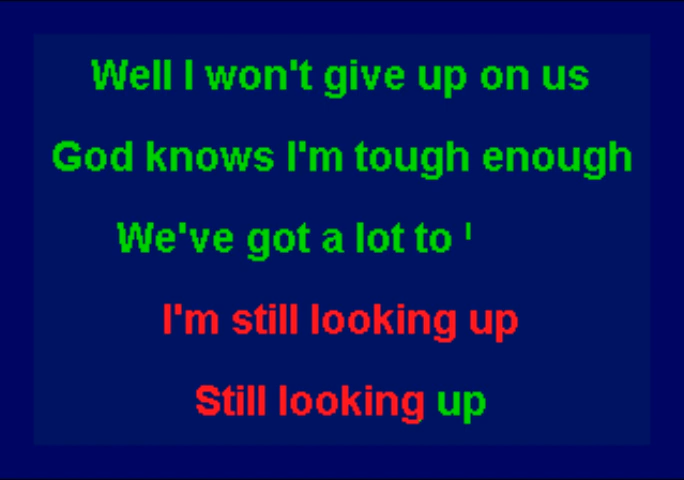 Well I won't give up on us
God knows I'm tough enough
We've got a lot to
I'm still looking up
Still looking up